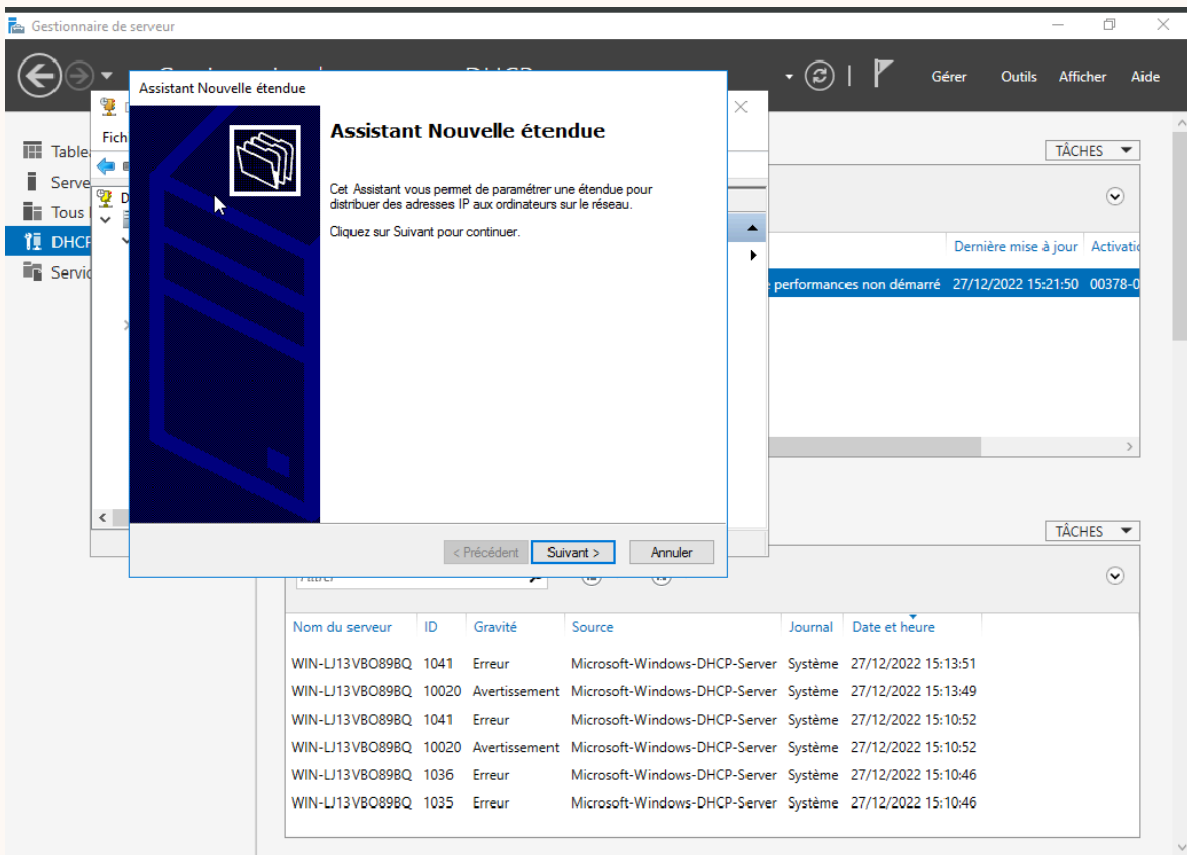 Gestionnaire de serveur
Gérer Outils Afficher Aide
Assistant Nouvelle étendue
Fich
Assistant Nouvelle étendue
Cet Assistant vous permet de paramétrer une étendue pour
distribuer des adresses IP aux ordinateurs sur le réseau.
Cliquez sur Suivant pour continuer.
< Précédent Suivant > Annuler
Table
Serve
Tous
DHCP
Servic
D
TÂCHES
Dernière mise à jour Activatio
performances non démarré 27/12/2022 15:21:50 00378-0
TÂCHES
Nom du serveur ID Gravité Source Journal Date et heure
WIN-LJ13VBO89BQ 1041 Erreur Microsoft-Windows-DHCP-Server Système 27/12/2022 15:13:51
WIN-LJ13VBO89BQ 10020 Avertissement Microsoft-Windows-DHCP-Server Système 27/12/2022 15:13:49
WIN-LJ13VBO89BQ 1041 Erreur Microsoft-Windows-DHCP-Server Système 27/12/2022 15:10:52
WIN-LJ13VBO89BQ 10020 Avertissement Microsoft-Windows-DHCP-Server Système 27/12/2022 15:10:52
WIN-LJ13VBO89BQ 1036 Erreur Microsoft-Windows-DHCP-Server Système 27/12/2022 15:10:46
WIN-LJ13VBO89BQ 1035 Erreur Microsoft-Windows-DHCP-Server Système 27/12/2022 15:10:46